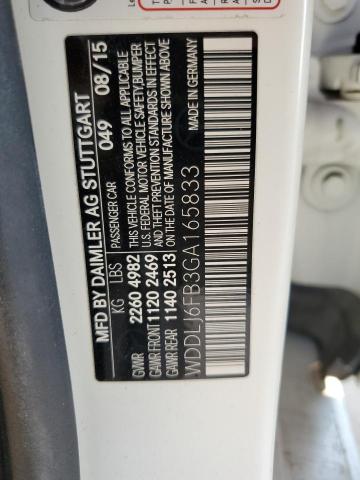 MFD BY DAIMLER AG STUTTGART
PASSENGER CAR 049 08/15
KG LBS THIS VEHICLE CONFORMS TO ALL APPLICABLE
GVWR 2260 4982 U.S. FEDERAL MOTOR VEHICLE SAFETY, BUMPER
GAWR FRONT 1120 2469 AND THEFT PREVENTION STANDARDS IN EFFECT
GAWR REAR 1140 2513 ON THE DATE OF MANUFACTURE SHOWN ABOVE
MADE IN GERMANY
WDDLJ6FB3GA165833